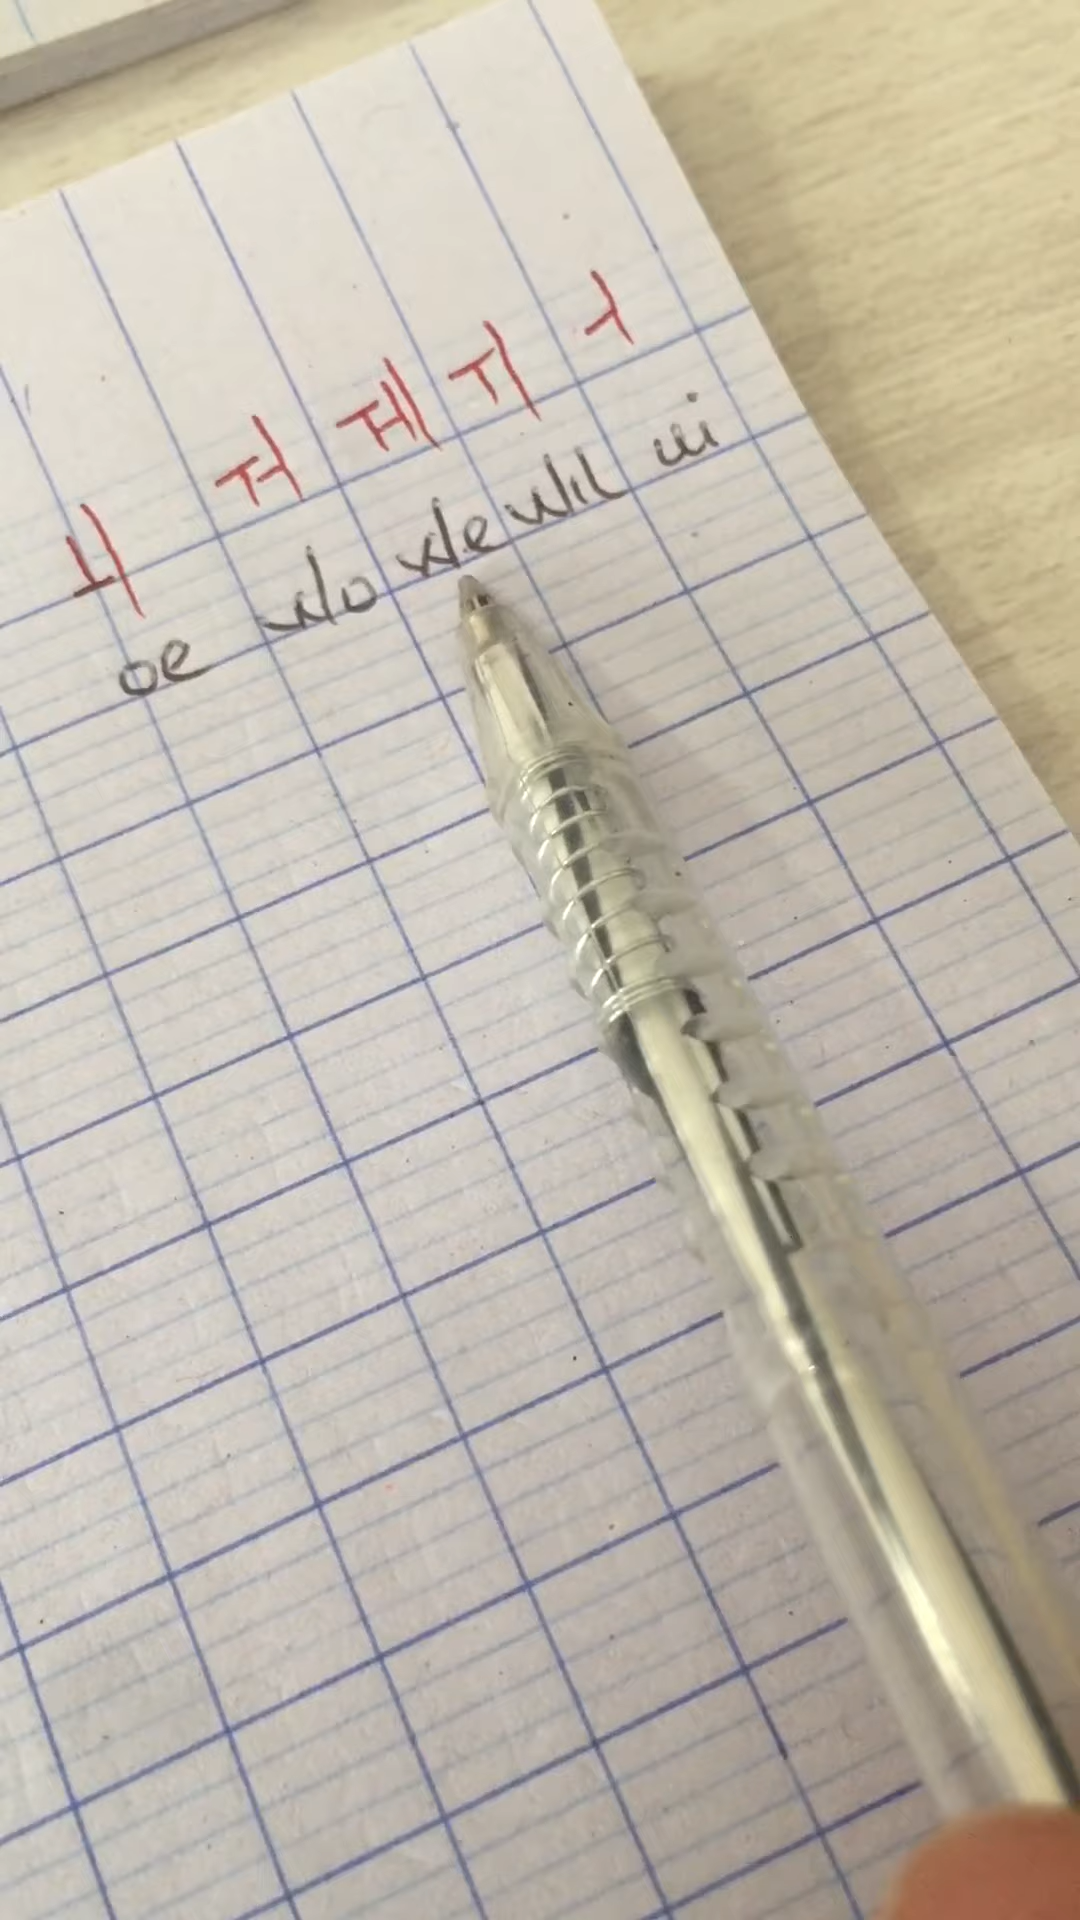 ㅚ ㅝ ㅞ ㅟ ㅢ
oe wo we wi ui